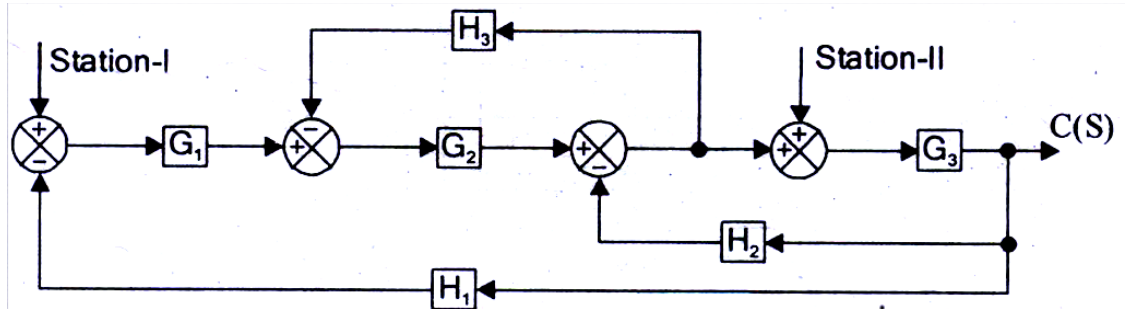 H₃
Station-I
Station-II
+ − G₁ − + G₂ + − + + G₃ C(S)
H₂
H₁